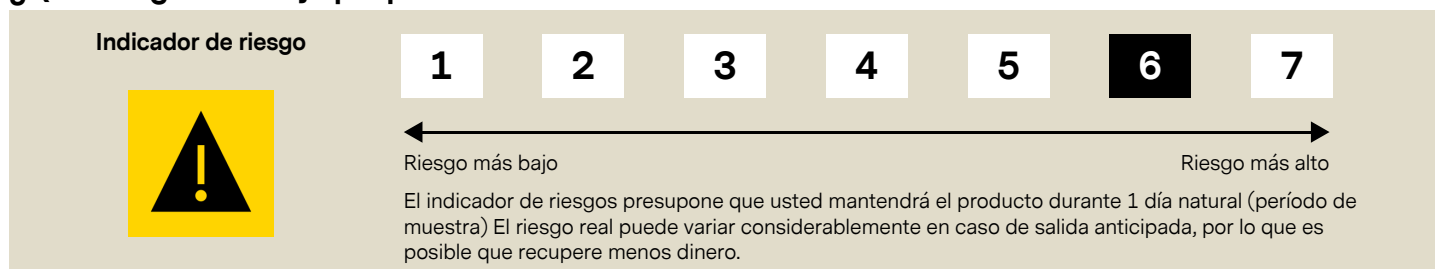 Indicador de riesgo
1 2 3 4 5 6 7
Riesgo más bajo Riesgo más alto
El indicador de riesgos presupone que usted mantendrá el producto durante 1 día natural (período de
muestra) El riesgo real puede variar considerablemente en caso de salida anticipada, por lo que es
posible que recupere menos dinero.